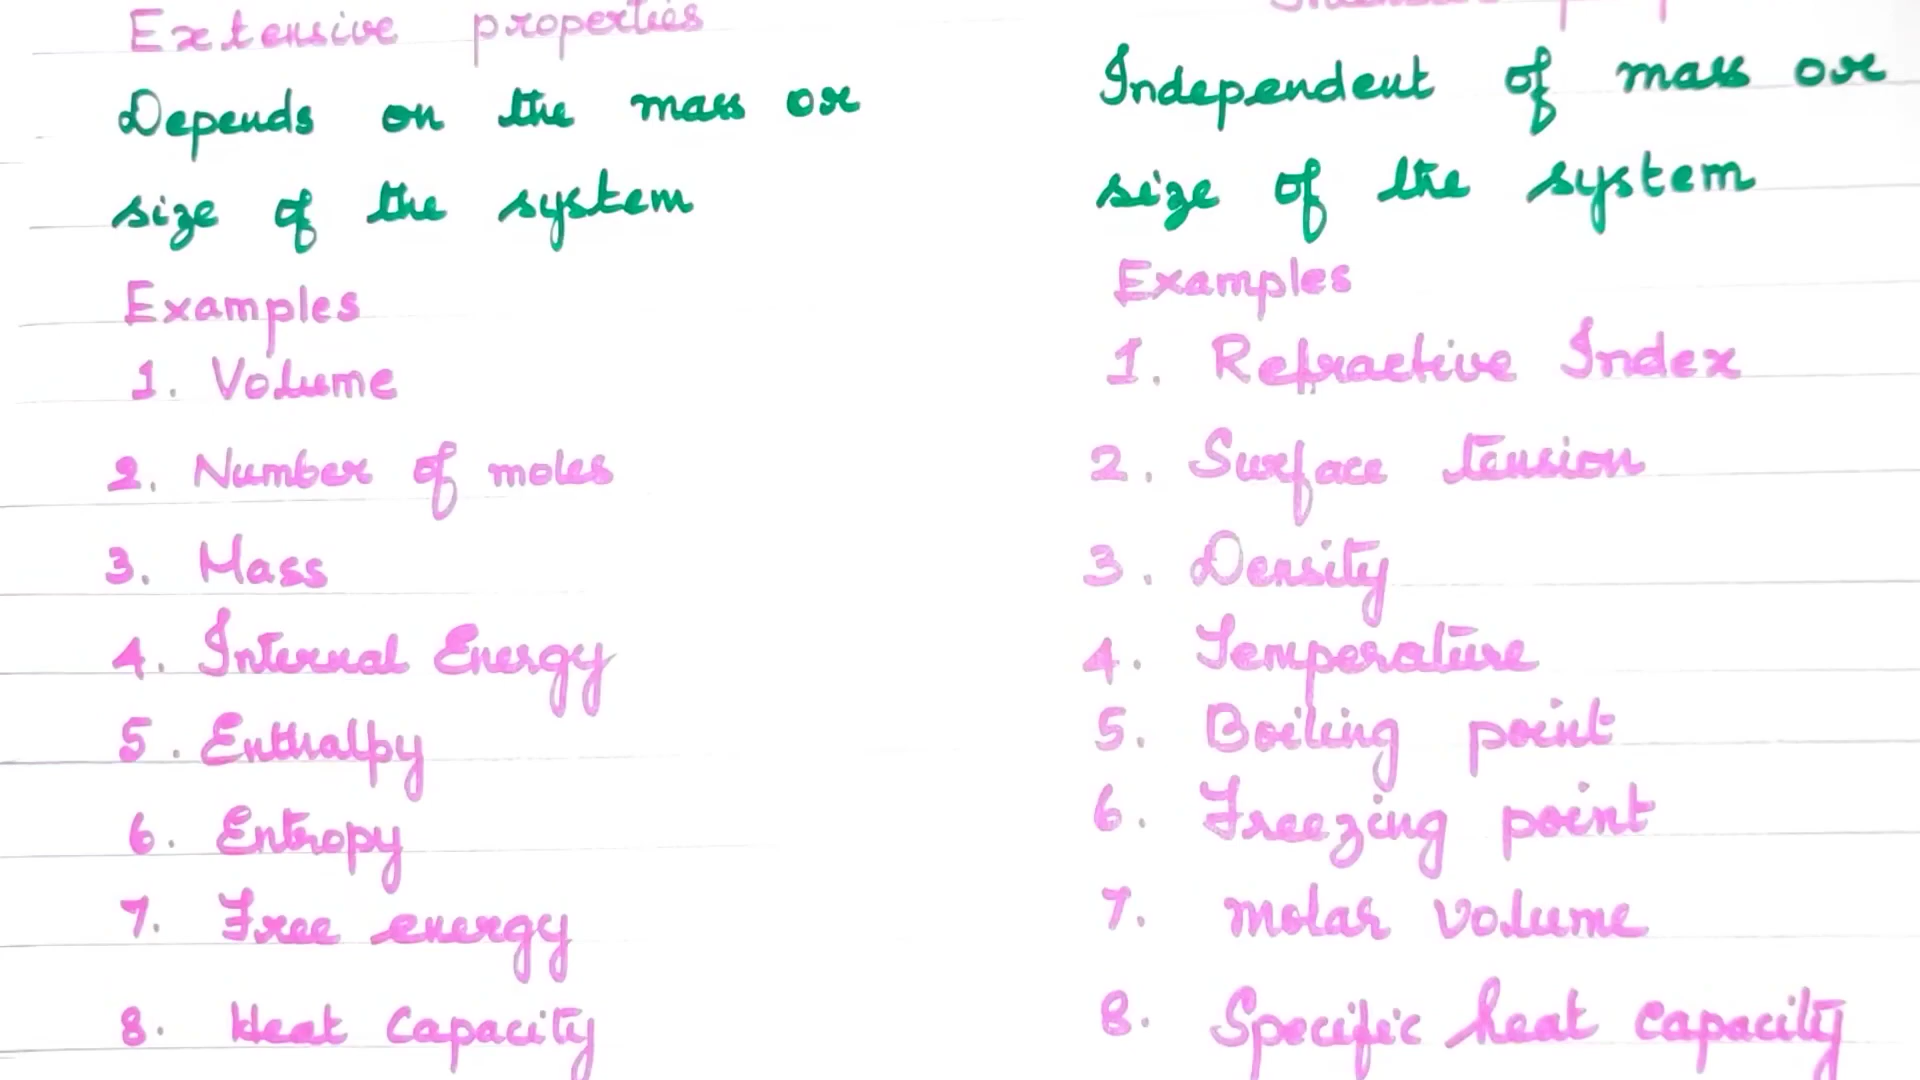 Extensive properties
Depends on the mass or
size of the system
Examples
1. Volume
2. Number of moles
3. Mass
4. Internal Energy
5. Enthalpy
6. Entropy
7. Free energy
8. Heat Capacity
Independent of mass or
size of the system
Examples
1. Refractive Index
2. Surface tension
3. Density
4. Temperature
5. Boiling point
6. Freezing point
7. Molar volume
8. Specific heat capacity